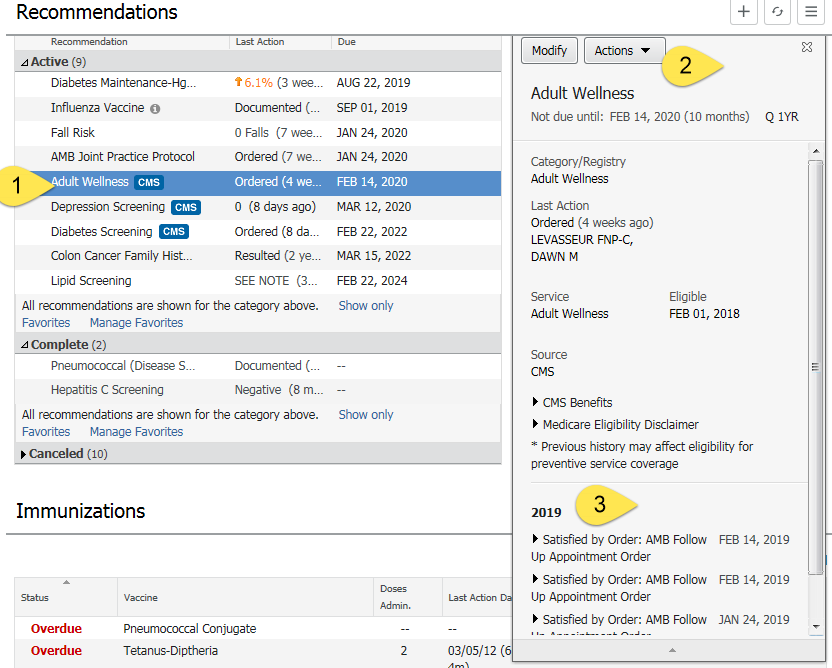 Recommendations
Recommendation Last Action Due
Active (9)
Diabetes Maintenance-Hg... 6.1% (3 wee... AUG 22, 2019
Influenza Vaccine Documented (... SEP 01, 2019
Fall Risk 0 Falls (7 wee... JAN 24, 2020
AMB Joint Practice Protocol Ordered (7 we... JAN 24, 2020
1
Adult Wellness CMS Ordered (4 we... FEB 14, 2020
Depression Screening CMS 0 (8 days ago) MAR 12, 2020
Diabetes Screening CMS Ordered (8 da... FEB 22, 2022
Colon Cancer Family Hist... Resulted (2 ye... MAR 15, 2022
Lipid Screening SEE NOTE (3... FEB 22, 2024
All recommendations are shown for the category above. Show only
Favorites Manage Favorites
Complete (2)
Pneumococcal (Disease S... Documented (... --
Hepatitis C Screening Negative (8 m... --
All recommendations are shown for the category above. Show only
Favorites Manage Favorites
Canceled (10)
Immunizations
Status Vaccine Doses Admin. Last Action Da
Overdue Pneumococcal Conjugate -- --
Overdue Tetanus-Diptheria 2 03/05/12 (6
4m)
Modify Actions
2
Adult Wellness
Not due until: FEB 14, 2020 (10 months) Q 1YR
Category/Registry
Adult Wellness
Last Action
Ordered (4 weeks ago)
LEVASSEUR FNP-C,
DAWN M
Service Eligible
Adult Wellness FEB 01, 2018
Source
CMS
CMS Benefits
Medicare Eligibility Disclaimer
* Previous history may affect eligibility for
preventive service coverage
2019
3
Satisfied by Order: AMB Follow FEB 14, 2019
Up Appointment Order
Satisfied by Order: AMB Follow FEB 14, 2019
Up Appointment Order
Satisfied by Order: AMB Follow JAN 24, 2019
Up Appointment Order